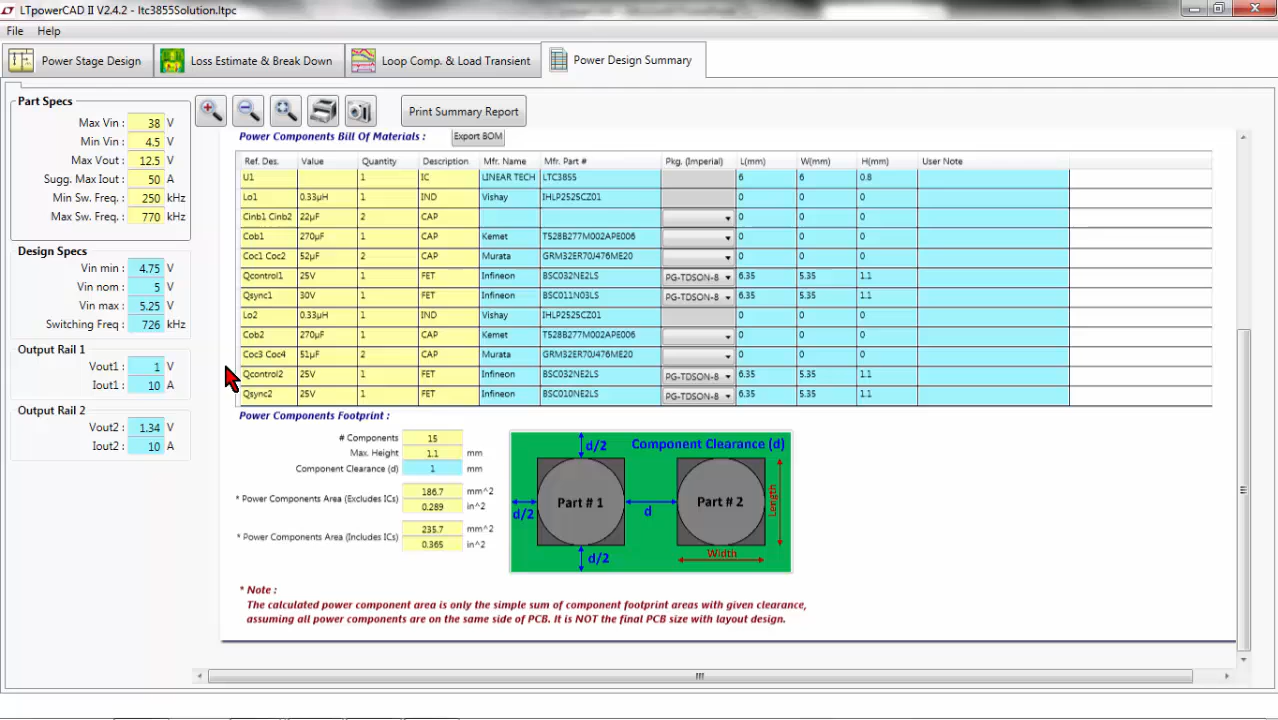 LTpowerCAD II V2.4.2 - ltc3855Solution.ltpc
File Help
Power Stage Design Loss Estimate & Break Down Loop Comp. & Load Transient Power Design Summary
Part Specs
Max Vin : 38 V
Min Vin : 4.5 V
Max Vout : 12.5 V
Sugg. Max Iout : 50 A
Min Sw. Freq. : 250 kHz
Max Sw. Freq. : 770 kHz
Design Specs
Vin min : 4.75 V
Vin nom : 5 V
Vin max : 5.25 V
Switching Freq : 726 kHz
Output Rail 1
Vout1 : 1 V
Iout1 : 10 A
Output Rail 2
Vout2 : 1.34 V
Iout2 : 10 A
Print Summary Report
Power Components Bill Of Materials : Export BOM
Ref. Des. Value Quantity Description Mfr. Name Mfr. Part # Pkg. (Imperial) L(mm) W(mm) H(mm) User Note
U1 1 IC LINEAR TECH LTC3855 6 6 0.8
Lo1 0.33µH 1 IND Vishay IHLP2525CZ01 0 0 0
Cinb1 Cinb2 22µF 2 CAP 0 0 0
Cob1 270µF 1 CAP Kemet T528B277M002APE006 0 0 0
Coc1 Coc2 52µF 2 CAP Murata GRM32ER70J476ME20 0 0 0
Qcontrol1 25V 1 FET Infineon BSC032NE2LS PG-TDSON-8 6.35 5.35 1.1
Qsync1 30V 1 FET Infineon BSC011N03LS PG-TDSON-8 6.35 5.35 1.1
Lo2 0.33µH 1 IND Vishay IHLP2525CZ01 0 0 0
Cob2 270µF 1 CAP Kemet T528B277M002APE006 0 0 0
Coc3 Coc4 51µF 2 CAP Murata GRM32ER70J476ME20 0 0 0
Qcontrol2 25V 1 FET Infineon BSC032NE2LS PG-TDSON-8 6.35 5.35 1.1
Qsync2 25V 1 FET Infineon BSC010NE2LS PG-TDSON-8 6.35 5.35 1.1
Power Components Footprint :
# Components 15
Max. Height 1.1 mm
Component Clearance (d) 1 mm
* Power Components Area (Excludes ICs) 186.7 mm^2
0.289 in^2
* Power Components Area (Includes ICs) 235.7 mm^2
0.365 in^2
d/2 Component Clearance (d)
Part # 1 Part # 2 Length
d/2 d
d/2 Width
* Note :
The calculated power component area is only the simple sum of component footprint areas with given clearance,
assuming all power components are on the same side of PCB. It is NOT the final PCB size with layout design.